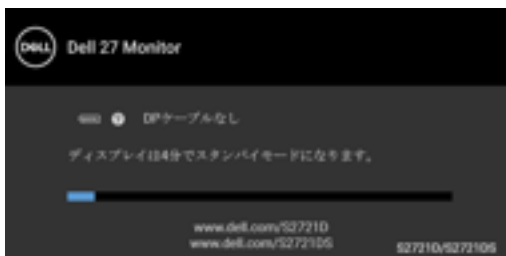 DELL
Dell 27 Monitor
DPケーブルなし
ディスプレイは4分でスタンバイモードになります。
www.dell.com/S2721D
www.dell.com/S2721DS
S2721D/S2721DS